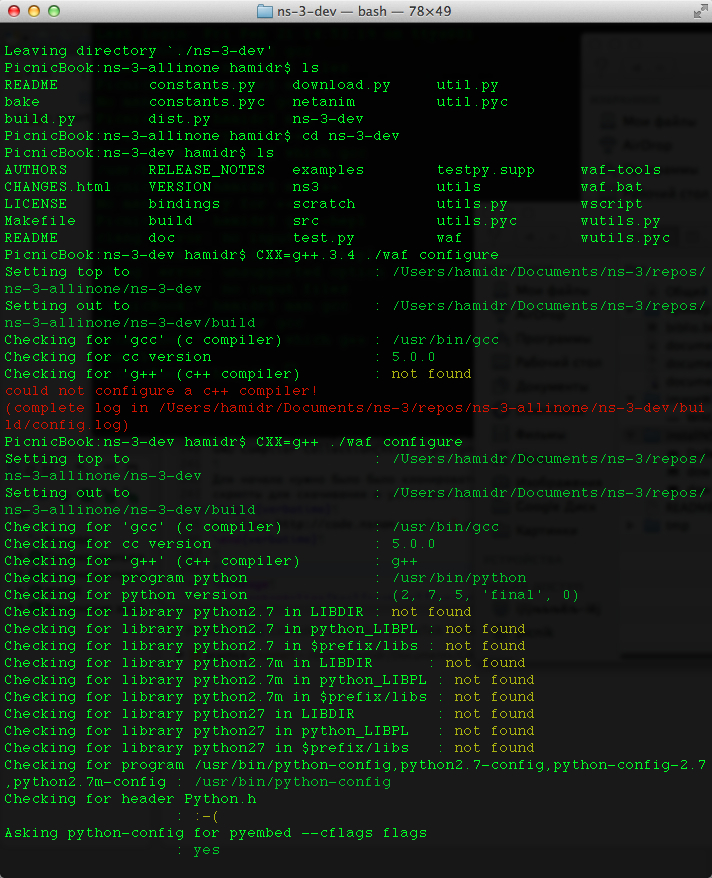 ns-3-dev — bash — 78×49
Leaving directory `./ns-3-dev'
PicnicBook:ns-3-allinone hamidr$ ls
README constants.py download.py util.py
bake constants.pyc netanim util.pyc
build.py dist.py ns-3-dev
PicnicBook:ns-3-allinone hamidr$ cd ns-3-dev
PicnicBook:ns-3-dev hamidr$ ls
AUTHORS RELEASE_NOTES examples testpy.supp waf-tools
CHANGES.html VERSION ns3 utils waf.bat
LICENSE bindings scratch utils.py wscript
Makefile build src utils.pyc wutils.py
README doc test.py waf wutils.pyc
PicnicBook:ns-3-dev hamidr$ CXX=g++.3.4 ./waf configure
Setting top to : /Users/hamidr/Documents/ns-3/repos/
ns-3-allinone/ns-3-dev
Setting out to : /Users/hamidr/Documents/ns-3/repos/
ns-3-allinone/ns-3-dev/build
Checking for 'gcc' (c compiler) : /usr/bin/gcc
Checking for cc version : 5.0.0
Checking for 'g++' (c++ compiler) : not found
could not configure a c++ compiler!
(complete log in /Users/hamidr/Documents/ns-3/repos/ns-3-allinone/ns-3-dev/bui
ld/config.log)
PicnicBook:ns-3-dev hamidr$ CXX=g++ ./waf configure
Setting top to : /Users/hamidr/Documents/ns-3/repos/
ns-3-allinone/ns-3-dev
Setting out to : /Users/hamidr/Documents/ns-3/repos/
ns-3-allinone/ns-3-dev/build
Checking for 'gcc' (c compiler) : /usr/bin/gcc
Checking for cc version : 5.0.0
Checking for 'g++' (c++ compiler) : g++
Checking for program python : /usr/bin/python
Checking for python version : (2, 7, 5, 'final', 0)
Checking for library python2.7 in LIBDIR : not found
Checking for library python2.7 in python_LIBPL : not found
Checking for library python2.7 in $prefix/libs : not found
Checking for library python2.7m in LIBDIR : not found
Checking for library python2.7m in python_LIBPL : not found
Checking for library python2.7m in $prefix/libs : not found
Checking for library python27 in LIBDIR : not found
Checking for library python27 in python_LIBPL : not found
Checking for library python27 in $prefix/libs : not found
Checking for program /usr/bin/python-config,python2.7-config,python-config-2.7
,python2.7m-config : /usr/bin/python-config
Checking for header Python.h
: :-(
Asking python-config for pyembed --cflags flags
: yes